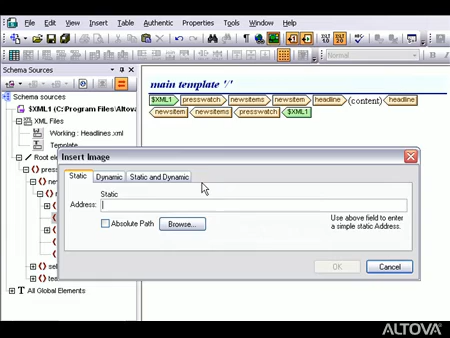 File Edit View Insert Table Authentic Properties Tools Window Help
Normal
Schema Sources
Schema sources
$XML1 (C:\Program Files\Altova
XML Files
Working : Headlines.xml
Template
Root ele
pres
new
n
sel
tes
All Global Elements
main template '/'
$XML1 presswatch newsitems newsitem headline (content) headline
newsitem newsitems presswatch $XML1
Insert Image
Static Dynamic Static and Dynamic
Static
Address:
Absolute Path Browse...
Use above field to enter
a simple static Address.
OK Cancel
ALTOVA®